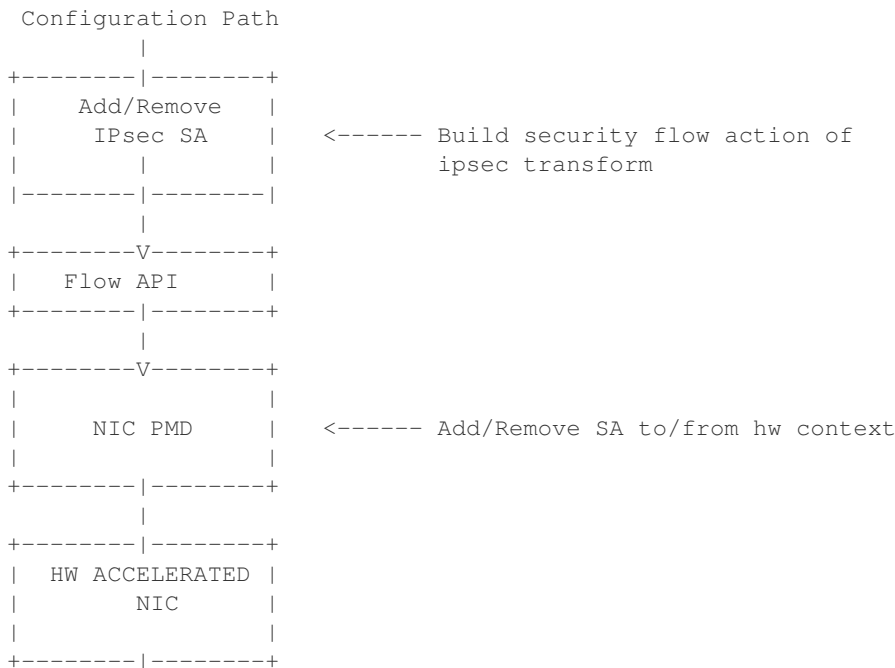 Configuration Path
         |
+--------|--------+
|    Add/Remove   |
|     IPsec SA    |   <------ Build security flow action of
|        |        |           ipsec transform
|--------|--------|
         |
+--------V--------+
|   Flow API      |
+--------|--------+
         |
+--------V--------+
|                 |
|     NIC PMD     |   <------ Add/Remove SA to/from hw context
|                 |
+--------|--------+
         |
+--------|--------+
|  HW ACCELERATED |
|        NIC      |
|                 |
+--------|--------+